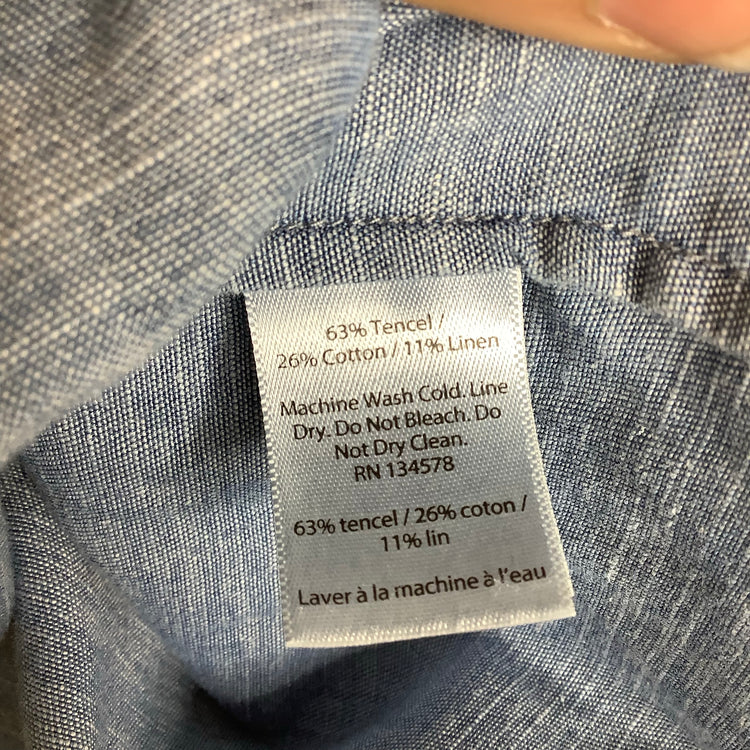 63% Tencel /
26% Cotton / 11% Linen
Machine Wash Cold. Line
Dry. Do Not Bleach. Do
Not Dry Clean.
RN 134578
63% tencel / 26% coton /
11% lin
Laver à la machine à l'eau